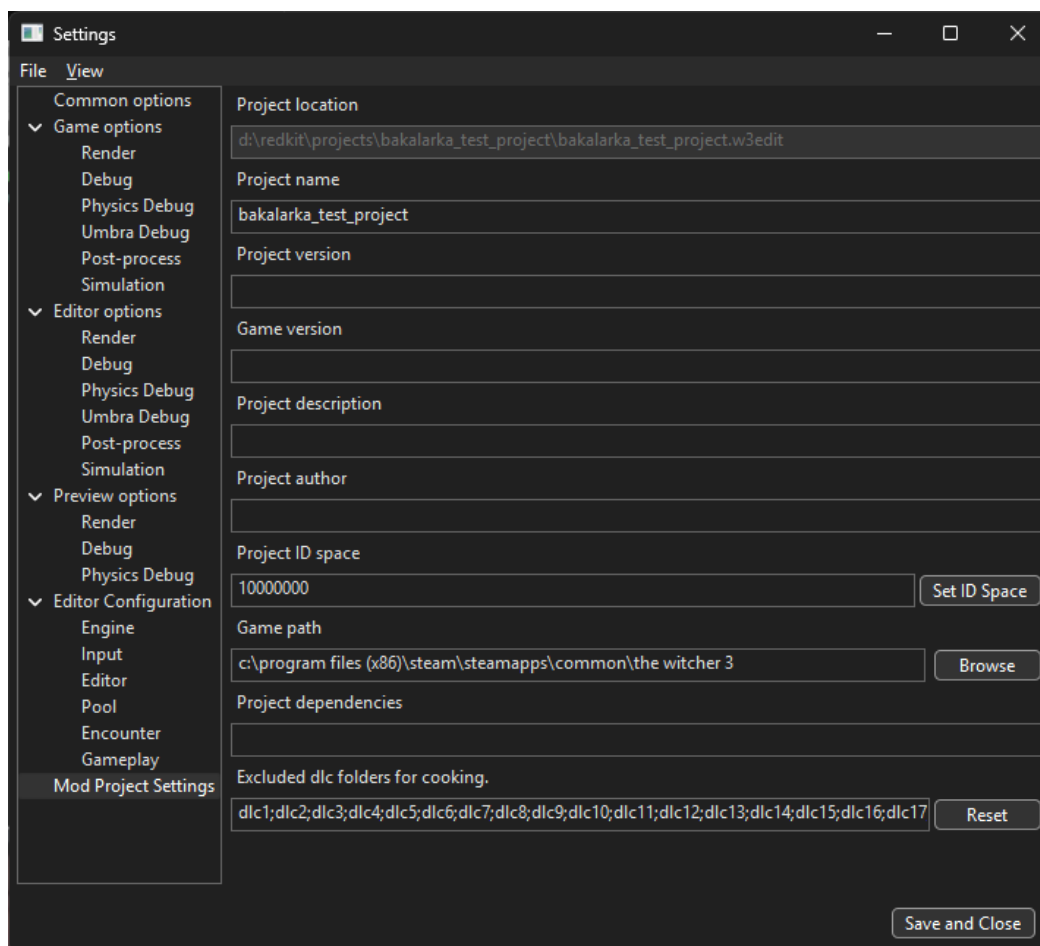 Settings
File View
Common options
Game options
Render
Debug
Physics Debug
Umbra Debug
Post-process
Simulation
Editor options
Render
Debug
Physics Debug
Umbra Debug
Post-process
Simulation
Preview options
Render
Debug
Physics Debug
Editor Configuration
Engine
Input
Editor
Pool
Encounter
Gameplay
Mod Project Settings
Project location
d:\redkit\projects\bakalarka_test_project\bakalarka_test_project.w3edit
Project name
bakalarka_test_project
Project version
Game version
Project description
Project author
Project ID space
10000000
Set ID Space
Game path
c:\program files (x86)\steam\steamapps\common\the witcher 3
Browse
Project dependencies
Excluded dlc folders for cooking.
dlc1;dlc2;dlc3;dlc4;dlc5;dlc6;dlc7;dlc8;dlc9;dlc10;dlc11;dlc12;dlc13;dlc14;dlc15;dlc16;dlc17
Reset
Save and Close